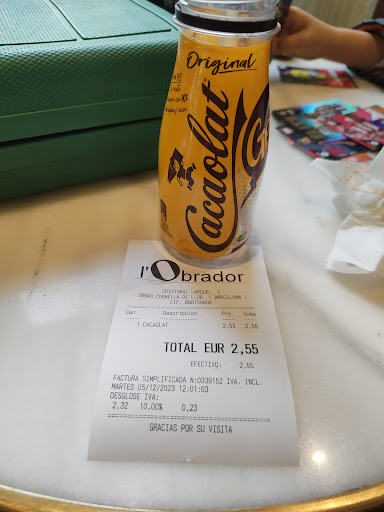 Original
Cacaolat
l'Obrador
CRISTOBAL LARGUEL, 1
08940 CORNELLA DE LLOB. ( BARCELONA )
Can. Descripcion Pre. Suma
1 CACAOLAT 2,55 2,55
TOTAL EUR 2,55
EFECTIVO: 2,55
FACTURA SIMPLIFICADA N:0339152 IVA. INCL.
MARTES 05/12/2023 12:01:03
DESGLOSE IVA:
2,32 10,00% 0,23
GRACIAS POR SU VISITA